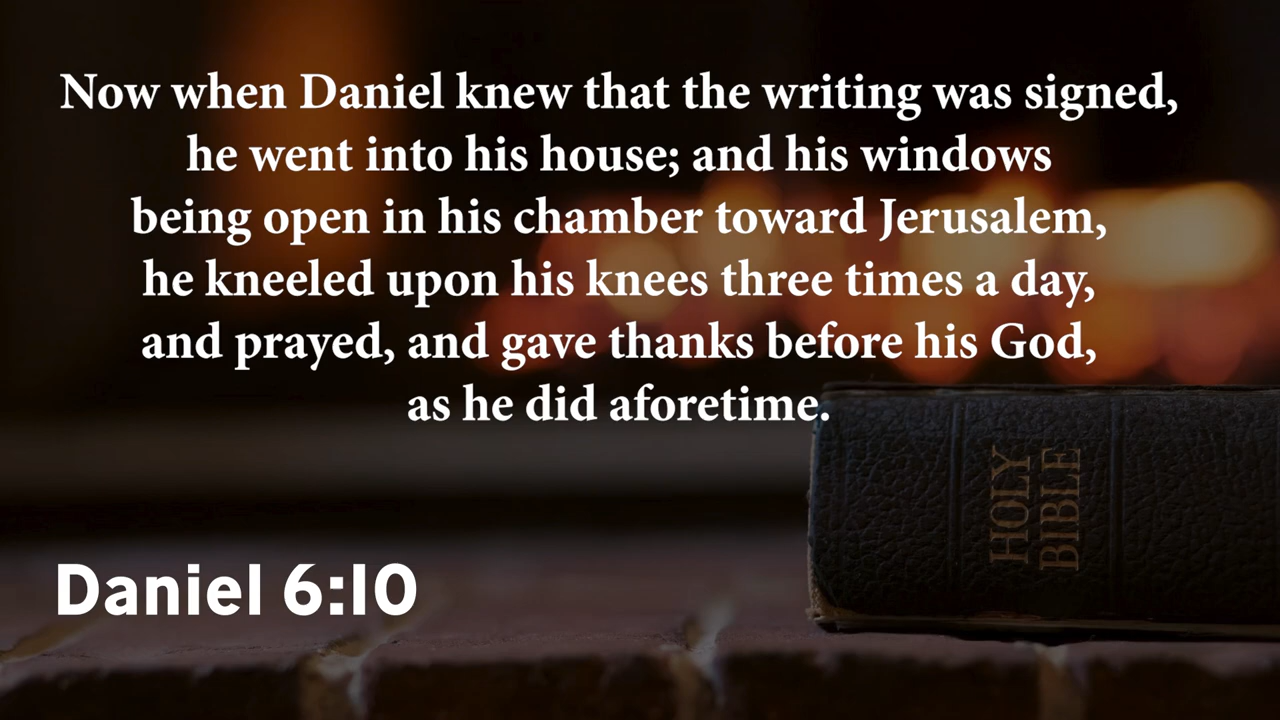 Now when Daniel knew that the writing was signed,
he went into his house; and his windows
being open in his chamber toward Jerusalem,
he kneeled upon his knees three times a day,
and prayed, and gave thanks before his God,
as he did aforetime.
HOLY
BIBLE
Daniel 6:10